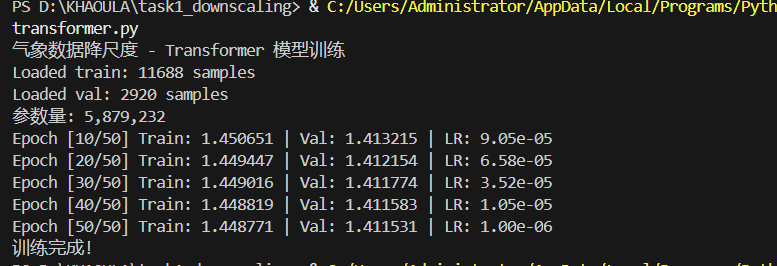 PS D:\KHAOULA\task1_downscaling> & C:/Users/Administrator/AppData/Local/Programs/Pyth
transformer.py
气象数据降尺度 - Transformer 模型训练
Loaded train: 11688 samples
Loaded val: 2920 samples
参数量: 5,879,232
Epoch [10/50] Train: 1.450651 | Val: 1.413215 | LR: 9.05e-05
Epoch [20/50] Train: 1.449447 | Val: 1.412154 | LR: 6.58e-05
Epoch [30/50] Train: 1.449016 | Val: 1.411774 | LR: 3.52e-05
Epoch [40/50] Train: 1.448819 | Val: 1.411583 | LR: 1.05e-05
Epoch [50/50] Train: 1.448771 | Val: 1.411531 | LR: 1.00e-06
训练完成!